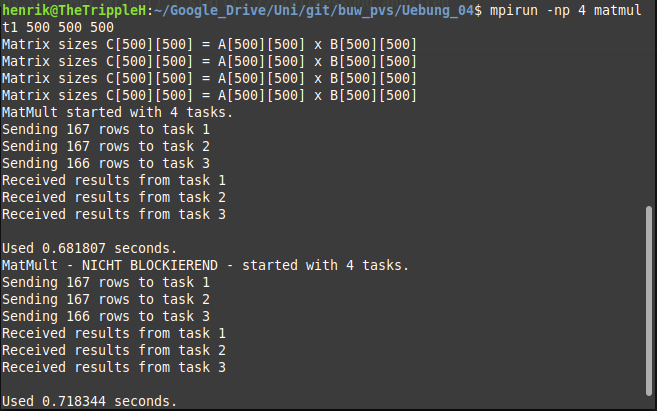 henrik@TheTrippleH:~/Google_Drive/Uni/git/buw_pvs/Uebung_04$ mpirun -np 4 matmul
t1 500 500 500
Matrix sizes C[500][500] = A[500][500] x B[500][500]
Matrix sizes C[500][500] = A[500][500] x B[500][500]
Matrix sizes C[500][500] = A[500][500] x B[500][500]
Matrix sizes C[500][500] = A[500][500] x B[500][500]
MatMult started with 4 tasks.
Sending 167 rows to task 1
Sending 167 rows to task 2
Sending 166 rows to task 3
Received results from task 1
Received results from task 2
Received results from task 3

Used 0.681807 seconds.
MatMult - NICHT BLOCKIEREND - started with 4 tasks.
Sending 167 rows to task 1
Sending 167 rows to task 2
Sending 166 rows to task 3
Received results from task 1
Received results from task 2
Received results from task 3

Used 0.718344 seconds.